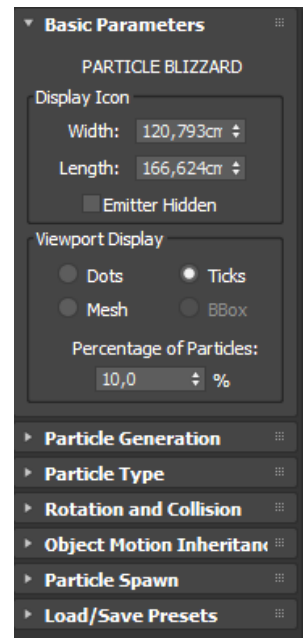 Basic Parameters
PARTICLE BLIZZARD
Display Icon
Width: 120,793cm
Length: 166,624cm
Emitter Hidden
Viewport Display
Dots Ticks
Mesh BBox
Percentage of Particles:
10,0 %
Particle Generation
Particle Type
Rotation and Collision
Object Motion Inheritanc
Particle Spawn
Load/Save Presets